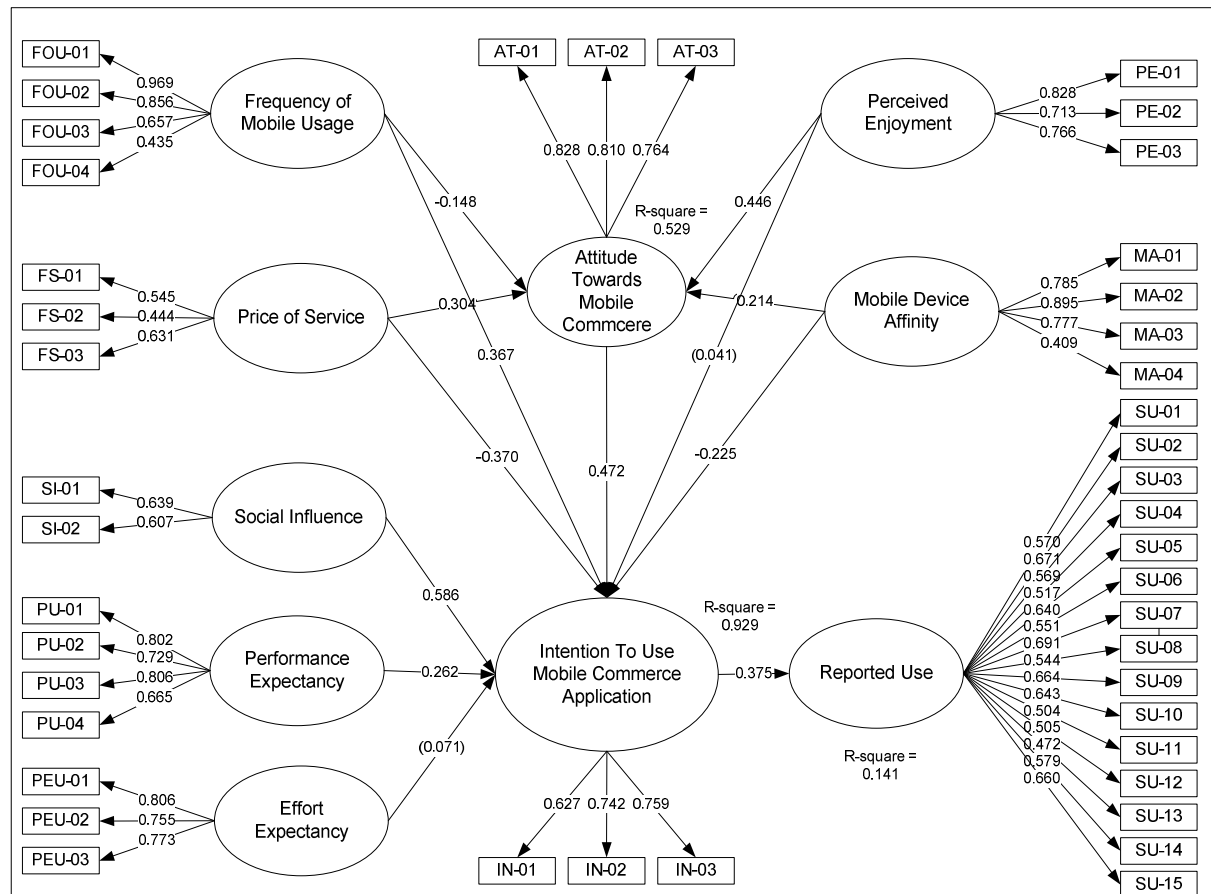 FOU-01
FOU-02
FOU-03
FOU-04
0.969
0.856
0.657
0.435
Frequency of
Mobile Usage
AT-01
AT-02
AT-03
0.828
0.810
0.764
Perceived
Enjoyment
PE-01
PE-02
PE-03
0.828
0.713
0.766
-0.148
R-square =
0.529
0.446
FS-01
FS-02
FS-03
0.545
0.444
0.631
Price of Service
0.304
Attitude
Towards
Mobile
Commcere
0.214
Mobile Device
Affinity
MA-01
MA-02
MA-03
MA-04
0.785
0.895
0.777
0.409
0.367
(0.041)
-0.370
0.472
-0.225
SI-01
SI-02
0.639
0.607
Social Influence
0.586
PU-01
PU-02
PU-03
PU-04
0.802
0.729
0.806
0.665
Performance
Expectancy
0.262
Intention To Use
Mobile Commerce
Application
R-square =
0.929
0.375
Reported Use
R-square =
0.141
SU-01
SU-02
SU-03
SU-04
SU-05
SU-06
SU-07
SU-08
SU-09
SU-10
SU-11
SU-12
SU-13
SU-14
SU-15
0.570
0.671
0.569
0.517
0.640
0.551
0.691
0.544
0.664
0.643
0.504
0.505
0.472
0.579
0.660
(0.071)
PEU-01
PEU-02
PEU-03
0.806
0.755
0.773
Effort
Expectancy
0.627
0.742
0.759
IN-01
IN-02
IN-03